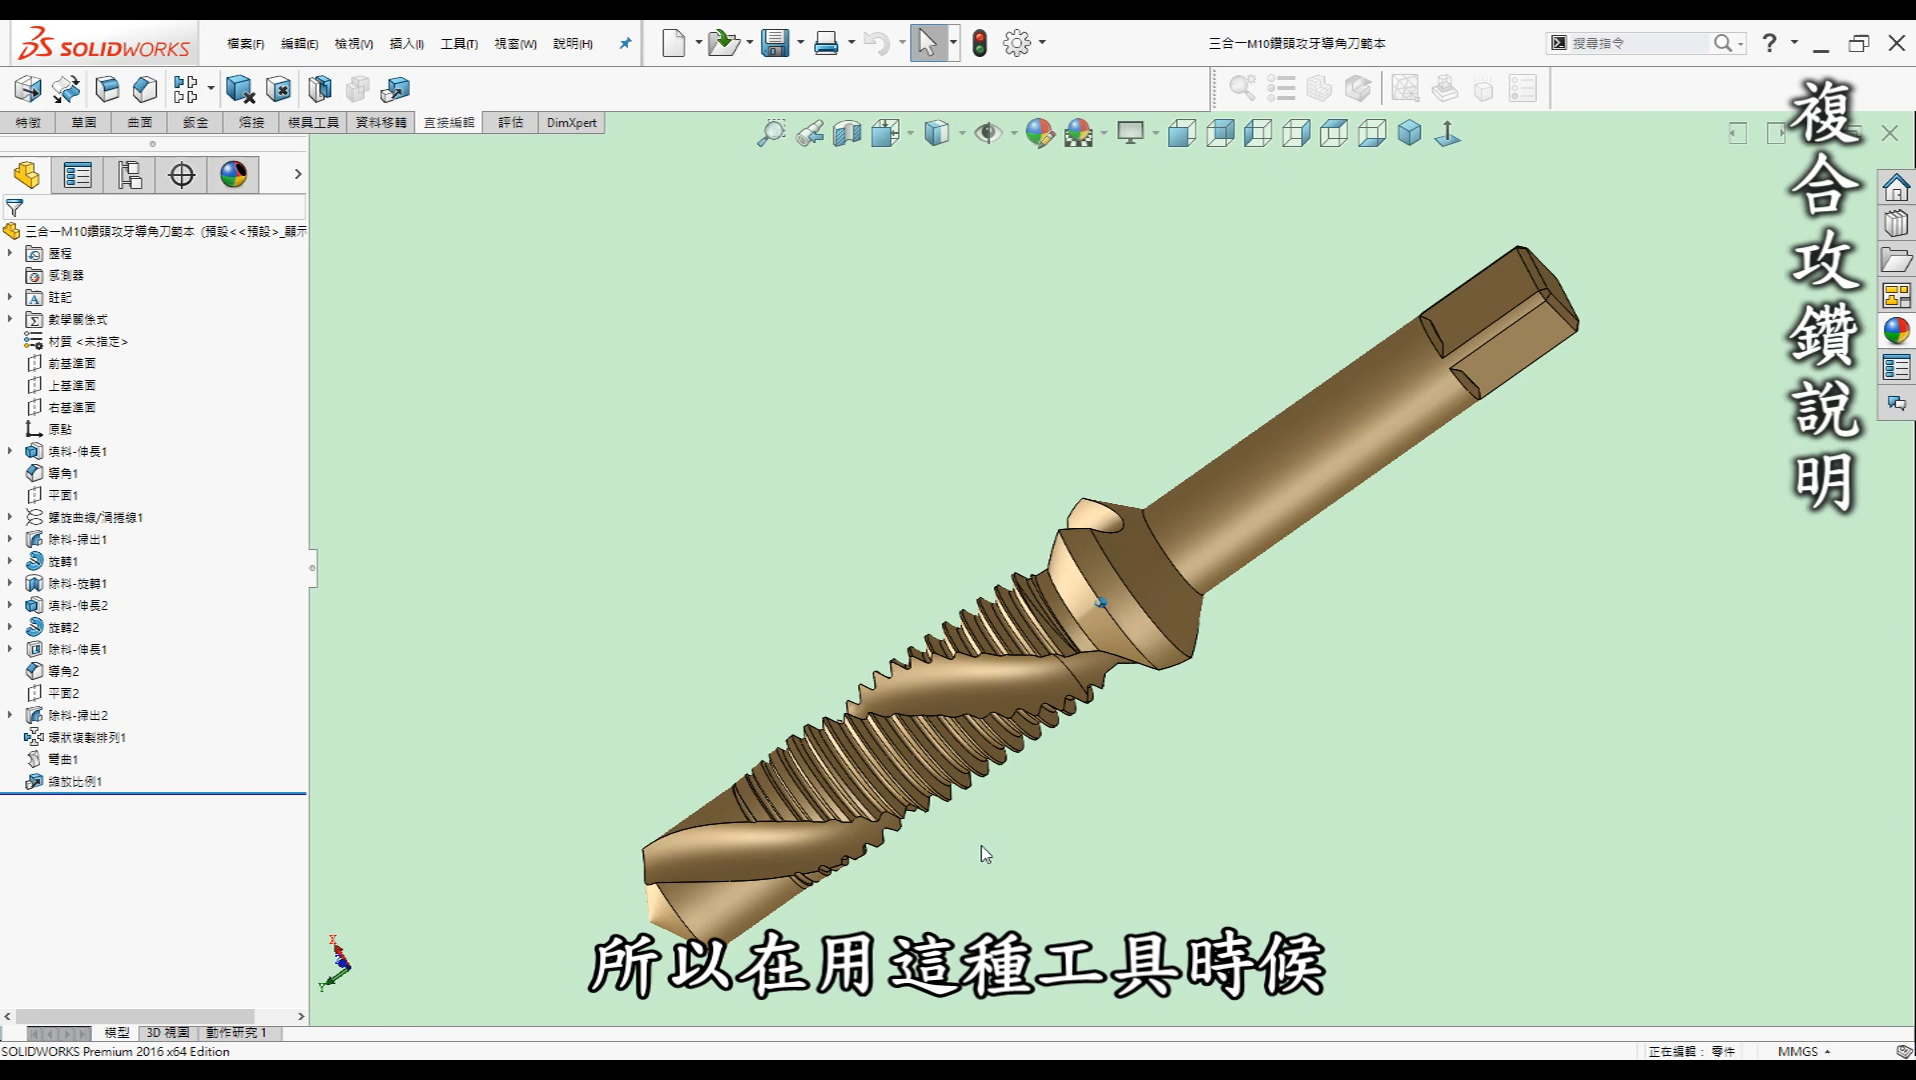 SOLIDWORKS
檔案(F) 編輯(E) 檢視(V) 插入(I) 工具(T) 視窗(W) 說明(H)
三合一M10鑽頭攻牙導角刀範本
搜尋指令
?
特徵 草圖 曲面 鈑金 熔接 模具工具 資料移轉 直接編輯 評估 DimXpert
三合一M10鑽頭攻牙導角刀範本 (預設<<預設>_顯示
歷程
感測器
註記
數學關係式
材質 <未指定>
前基準面
上基準面
右基準面
原點
填料-伸長1
導角1
平面1
螺旋曲線/渦捲線1
除料-掃出1
旋轉1
除料-旋轉1
填料-伸長2
旋轉2
除料-伸長1
導角2
平面2
除料-掃出2
環狀複製排列1
彎曲1
縮放比例1
複合攻鑽說明
所以在用這種工具時候
X
Y
模型 3D 視圖 動作研究 1
SOLIDWORKS Premium 2016 x64 Edition
正在編輯： 零件
MMGS